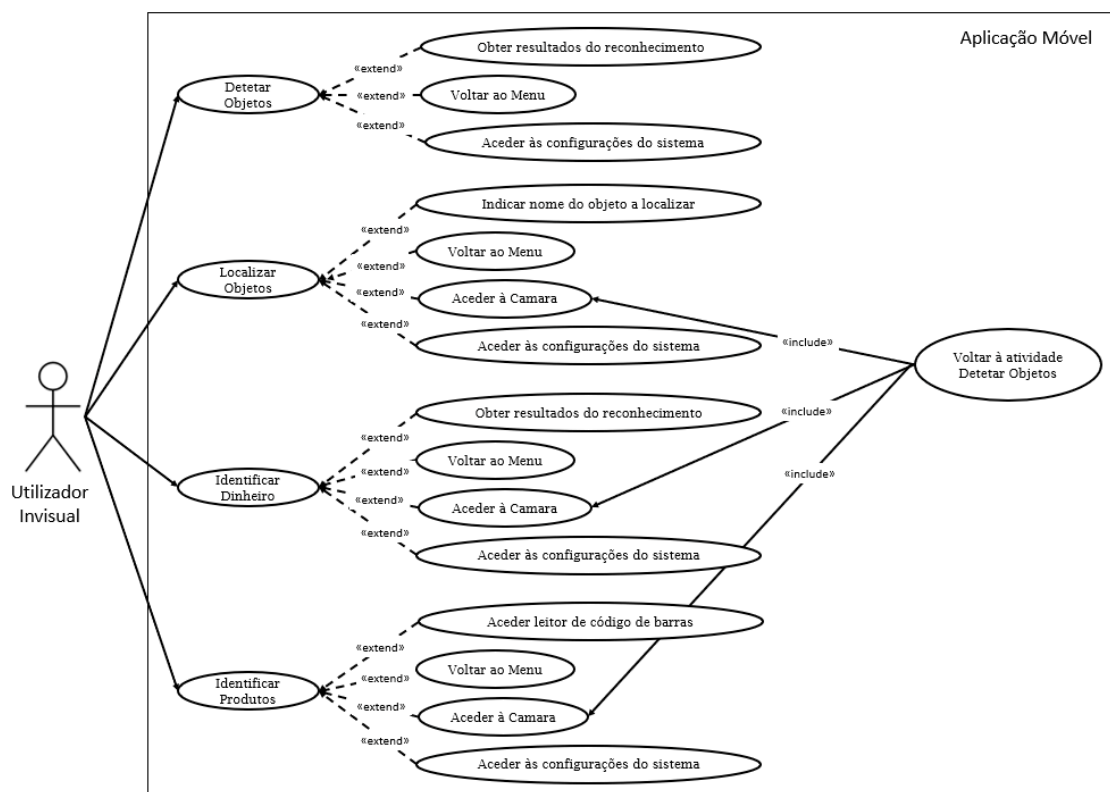 Aplicação Móvel
Obter resultados do reconhecimento
«extend»
Detetar
Objetos
«extend»
Voltar ao Menu
«extend»
Aceder às configurações do sistema
Indicar nome do objeto a localizar
«extend»
«extend»
Voltar ao Menu
Localizar
Objetos
«extend»
Aceder à Camara
«extend»
Aceder às configurações do sistema
«include»
Voltar à atividade
Detetar Objetos
«include»
«include»
Utilizador
Invisual
Obter resultados do reconhecimento
«extend»
«extend»
Voltar ao Menu
Identificar
Dinheiro
«extend»
Aceder à Camara
«extend»
Aceder às configurações do sistema
Aceder leitor de código de barras
«extend»
Voltar ao Menu
«extend»
Identificar
Produtos
«extend»
Aceder à Camara
«extend»
Aceder às configurações do sistema